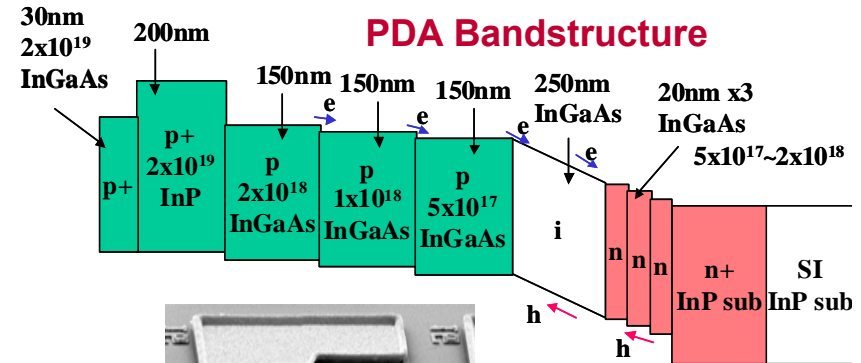 PDA Bandstructure
30nm
2x10¹⁹
InGaAs
200nm
150nm
150nm
150nm
250nm
InGaAs
20nm x3
InGaAs
5x10¹⁷~2x10¹⁸
e
e
e
e
p+
p+
2x10¹⁹
InP
p
2x10¹⁸
InGaAs
p
1x10¹⁸
InGaAs
p
5x10¹⁷
InGaAs
i
n
n
n
n+
InP sub
SI
InP sub
h
h